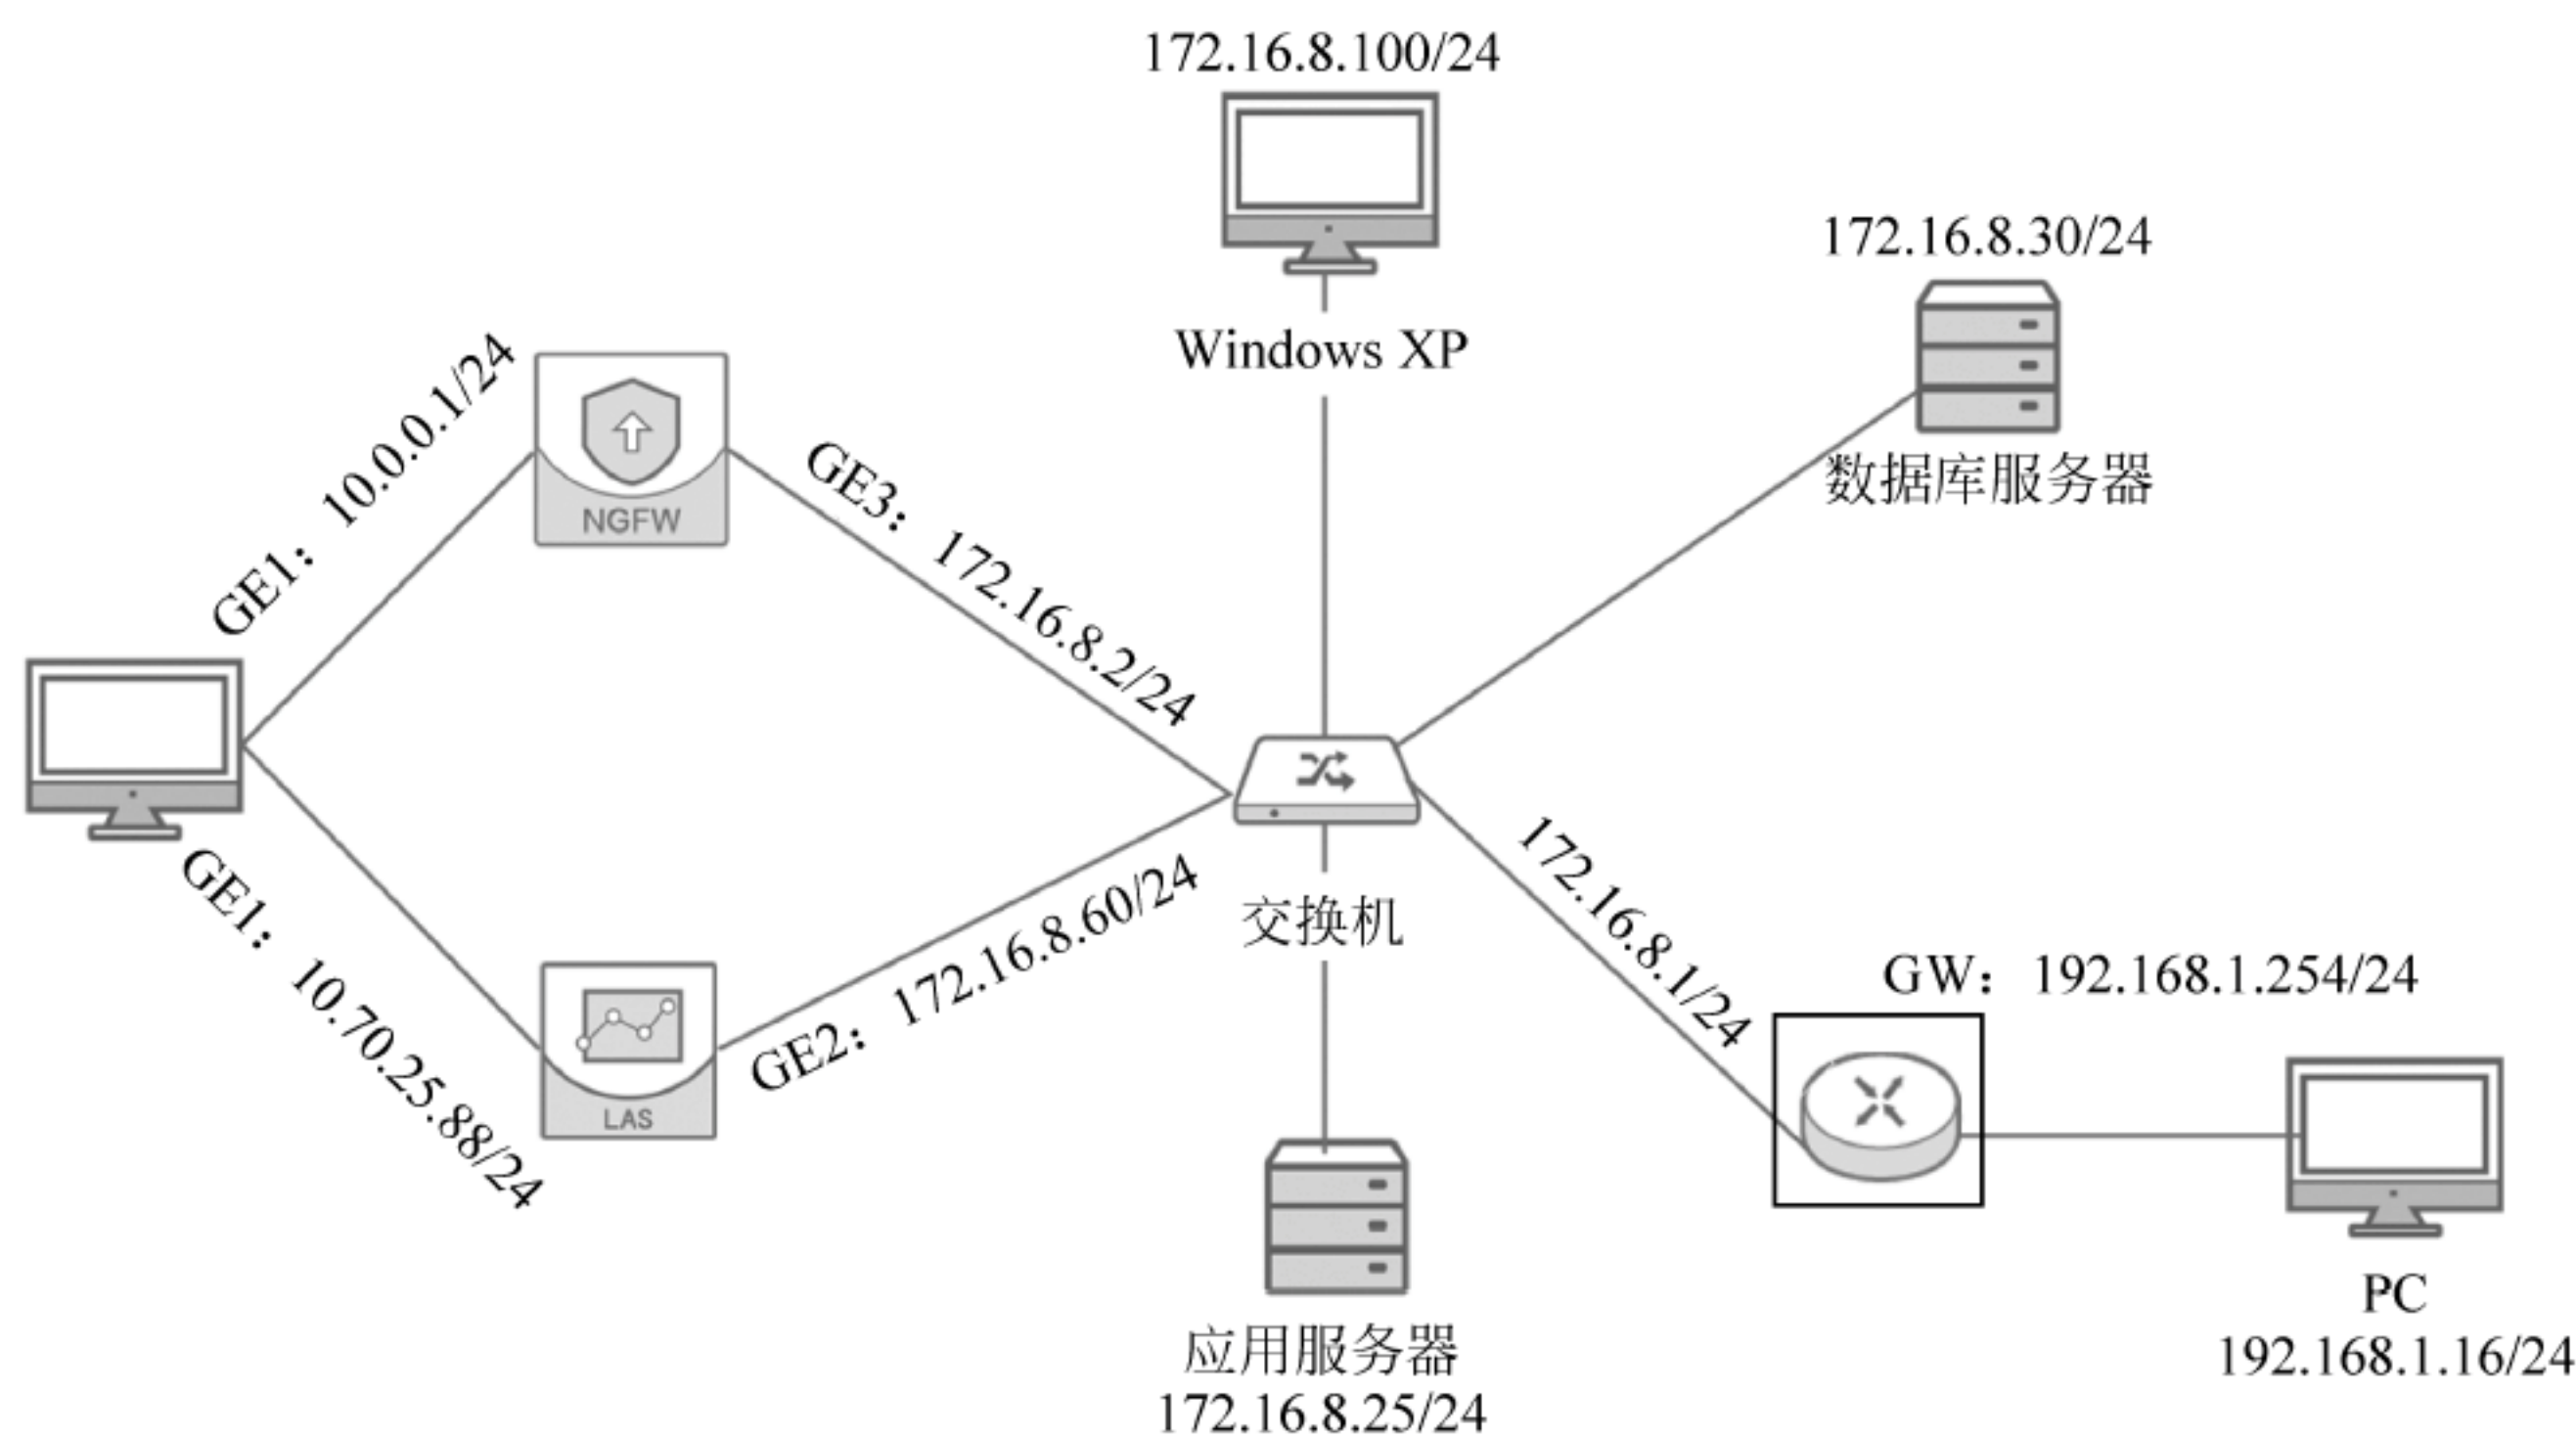 172.16.8.100/24
Windows XP
172.16.8.30/24
数据库服务器
GE1：10.0.0.1/24
NGFW
GE3：172.16.8.2/24
GE1：10.70.25.88/24
LAS
GE2：172.16.8.60/24
交换机
172.16.8.1/24
GW：192.168.1.254/24
PC
192.168.1.16/24
应用服务器
172.16.8.25/24